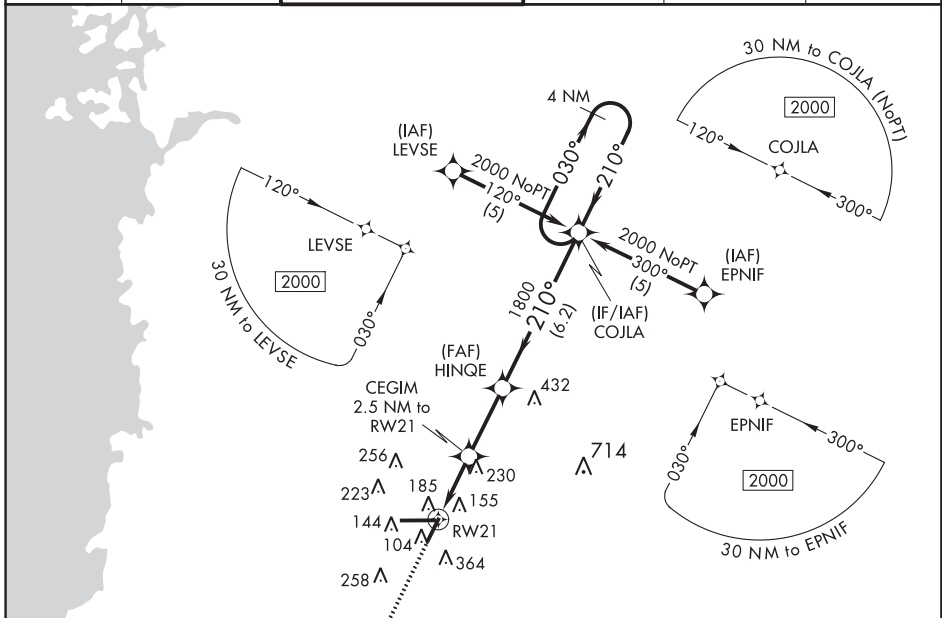 30 NM to COJLA (NoPT)
2000
120°
COJLA
300°
4 NM
030°
210°
(IAF)
LEVSE
2000 NoPT
120°
(5)
2000 NoPT
300°
(5)
(IAF)
EPNIF
(IF/IAF)
COJLA
120°
LEVSE
2000
030°
30 NM to LEVSE
1800
210°
(6.2)
(FAF)
HINQE
432
CEGIM
2.5 NM to
RW21
EPNIF
300°
030°
2000
30 NM to EPNIF
714
256
230
223
185
155
144
RW21
104
364
258